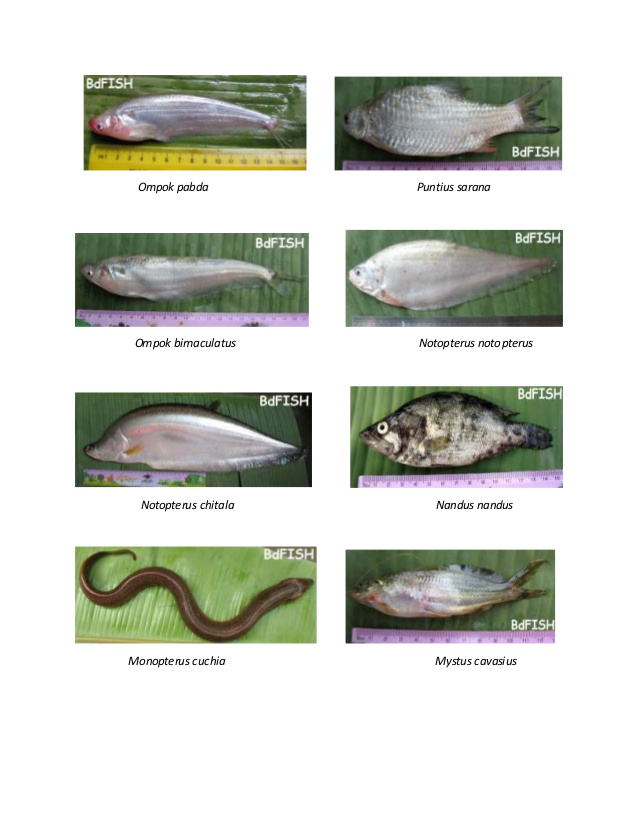 BdFISH
BdFISH
Ompok pabda
Puntius sarana
BdFISH
BdFISH
Ompok bimaculatus
Notopterus notopterus
BdFISH
BdFISH
Notopterus chitala
Nandus nandus
BdFISH
BdFISH
Monopterus cuchia
Mystus cavasius